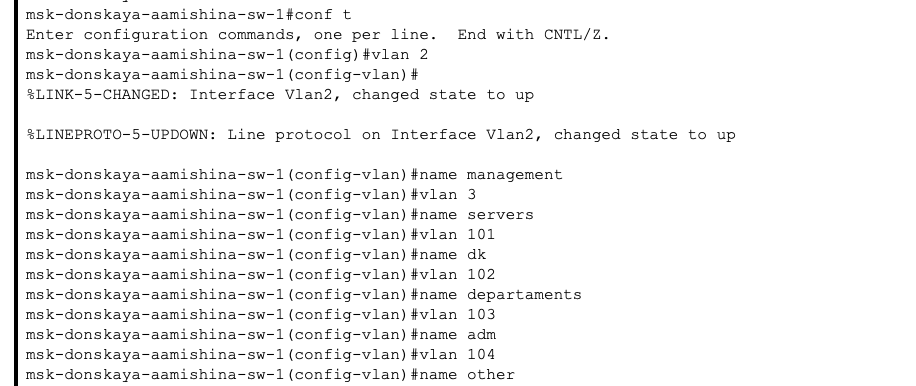 msk-donskaya-aamishina-sw-1#conf t
Enter configuration commands, one per line.  End with CNTL/Z.
msk-donskaya-aamishina-sw-1(config)#vlan 2
msk-donskaya-aamishina-sw-1(config-vlan)#
%LINK-5-CHANGED: Interface Vlan2, changed state to up
%LINEPROTO-5-UPDOWN: Line protocol on Interface Vlan2, changed state to up
msk-donskaya-aamishina-sw-1(config-vlan)#name management
msk-donskaya-aamishina-sw-1(config-vlan)#vlan 3
msk-donskaya-aamishina-sw-1(config-vlan)#name servers
msk-donskaya-aamishina-sw-1(config-vlan)#vlan 101
msk-donskaya-aamishina-sw-1(config-vlan)#name dk
msk-donskaya-aamishina-sw-1(config-vlan)#vlan 102
msk-donskaya-aamishina-sw-1(config-vlan)#name departaments
msk-donskaya-aamishina-sw-1(config-vlan)#vlan 103
msk-donskaya-aamishina-sw-1(config-vlan)#name adm
msk-donskaya-aamishina-sw-1(config-vlan)#vlan 104
msk-donskaya-aamishina-sw-1(config-vlan)#name other